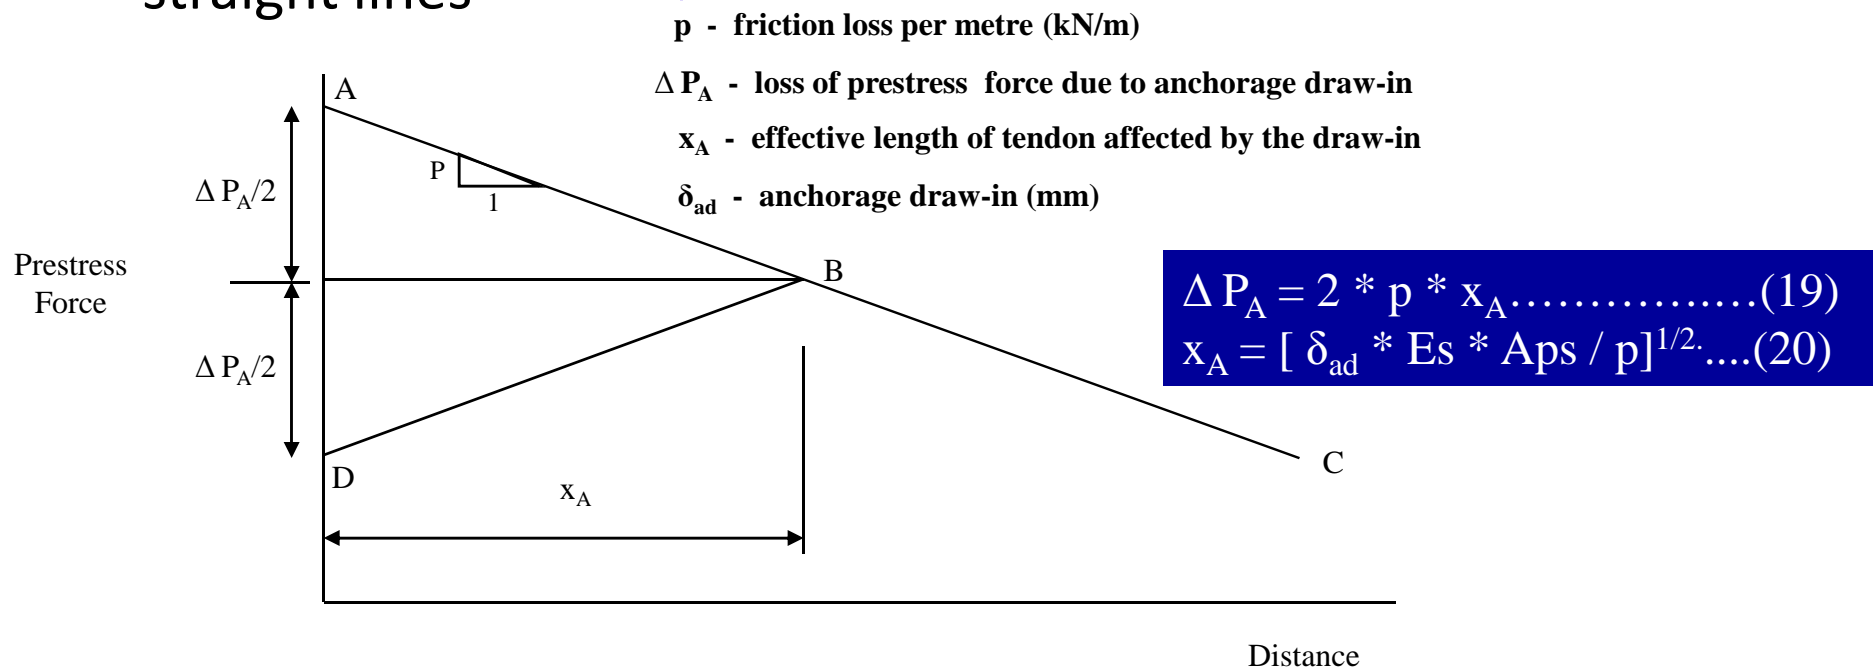 straight lines
p - friction loss per metre (kN/m)
Δ P_A - loss of prestress force due to anchorage draw-in
x_A - effective length of tendon affected by the draw-in
δ_ad - anchorage draw-in (mm)
A
P
1
Δ P_A/2
Prestress
Force
B
Δ P_A = 2 * p * x_A……………….…(19)
x_A = [ δ_ad * Es * Aps / p]^1/2.....(20)
Δ P_A/2
D
C
x_A
Distance